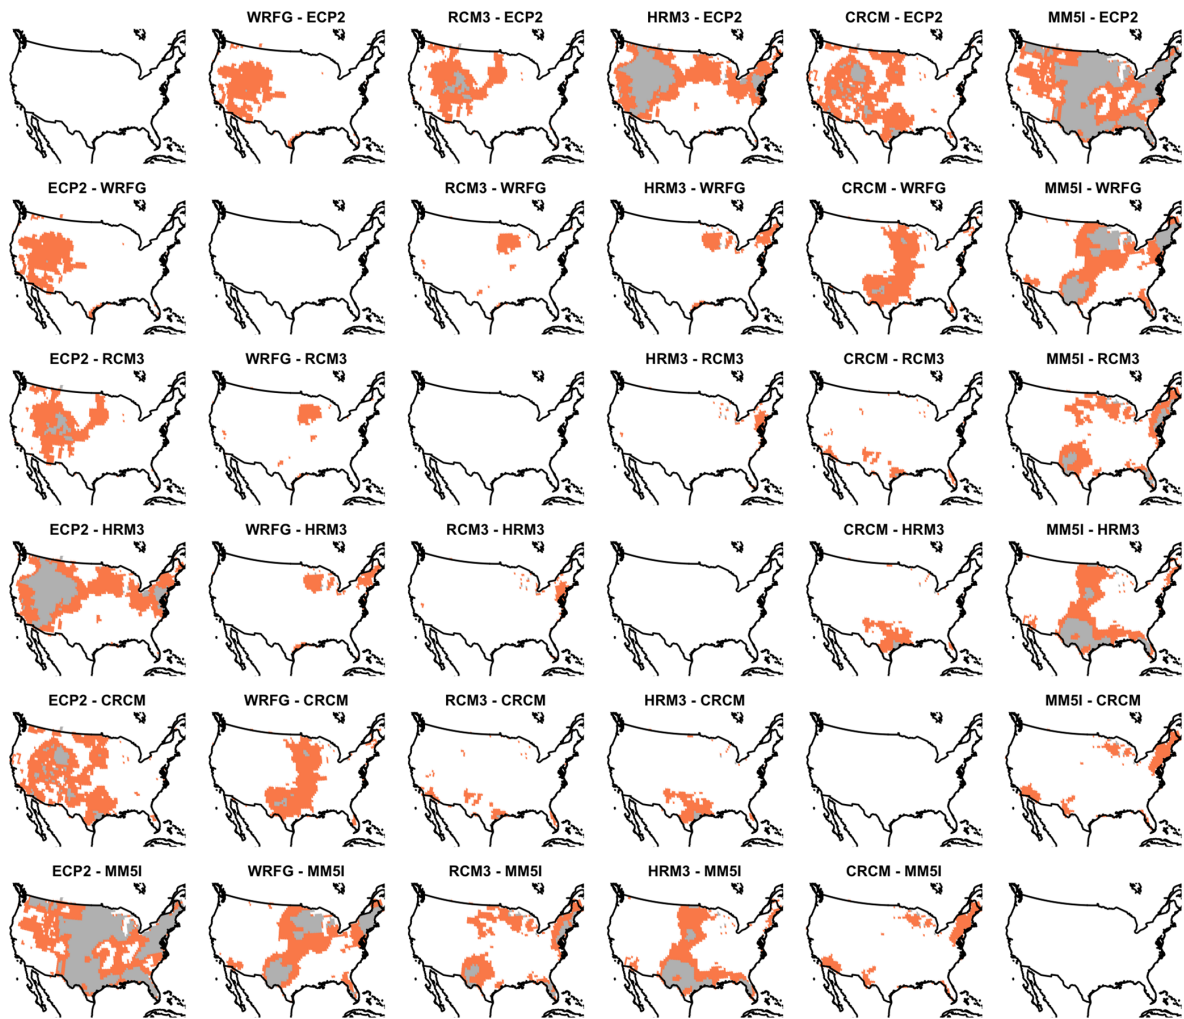 WRFG - ECP2
RCM3 - ECP2
HRM3 - ECP2
CRCM - ECP2
MM5I - ECP2
ECP2 - WRFG
RCM3 - WRFG
HRM3 - WRFG
CRCM - WRFG
MM5I - WRFG
ECP2 - RCM3
WRFG - RCM3
HRM3 - RCM3
CRCM - RCM3
MM5I - RCM3
ECP2 - HRM3
WRFG - HRM3
RCM3 - HRM3
CRCM - HRM3
MM5I - HRM3
ECP2 - CRCM
WRFG - CRCM
RCM3 - CRCM
HRM3 - CRCM
MM5I - CRCM
ECP2 - MM5I
WRFG - MM5I
RCM3 - MM5I
HRM3 - MM5I
CRCM - MM5I